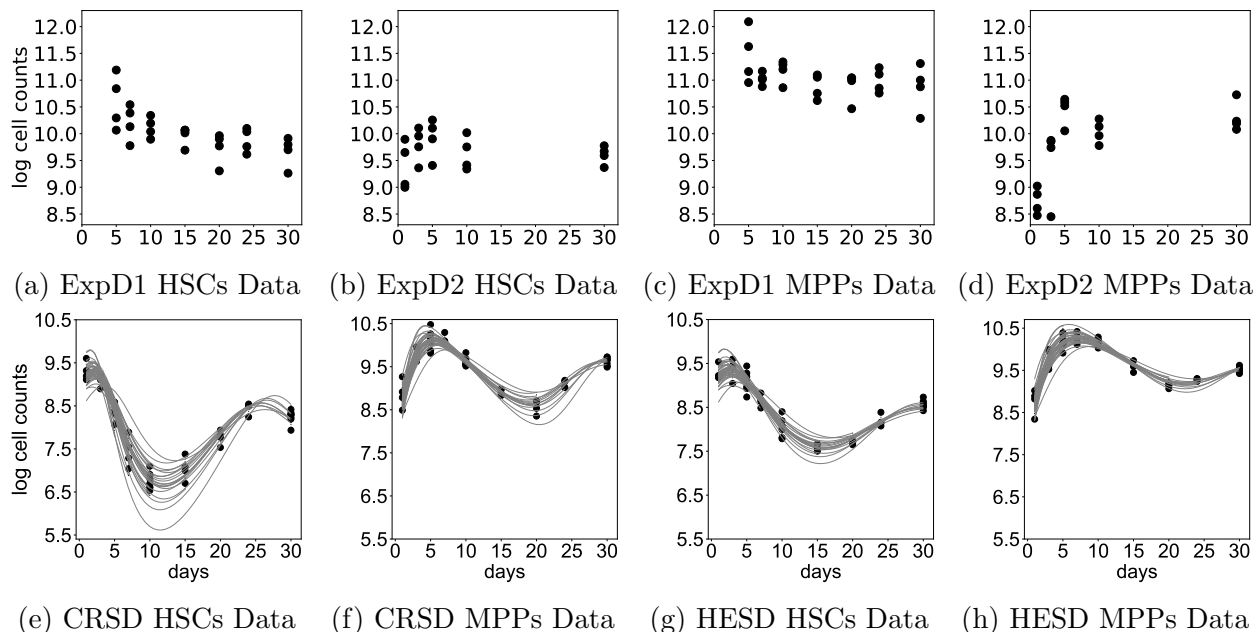 log cell counts
12.0 12.0 12.0 12.0
11.5 11.5 11.5 11.5
11.0 11.0 11.0 11.0
10.5 10.5 10.5 10.5
10.0 10.0 10.0 10.0
9.5 9.5 9.5 9.5
9.0 9.0 9.0 9.0
8.5 8.5 8.5 8.5
0 5 10 15 20 25 30 0 5 10 15 20 25 30 0 5 10 15 20 25 30 0 5 10 15 20 25 30
(a) ExpD1 HSCs Data (b) ExpD2 HSCs Data (c) ExpD1 MPPs Data (d) ExpD2 MPPs Data
log cell counts
10.5 10.5 10.5 10.5
9.5 9.5 9.5 9.5
8.5 8.5 8.5 8.5
7.5 7.5 7.5 7.5
6.5 6.5 6.5 6.5
5.5 5.5 5.5 5.5
0 5 10 15 20 25 30 0 5 10 15 20 25 30 0 5 10 15 20 25 30 0 5 10 15 20 25 30
days days days days
(e) CRSD HSCs Data (f) CRSD MPPs Data (g) HESD HSCs Data (h) HESD MPPs Data